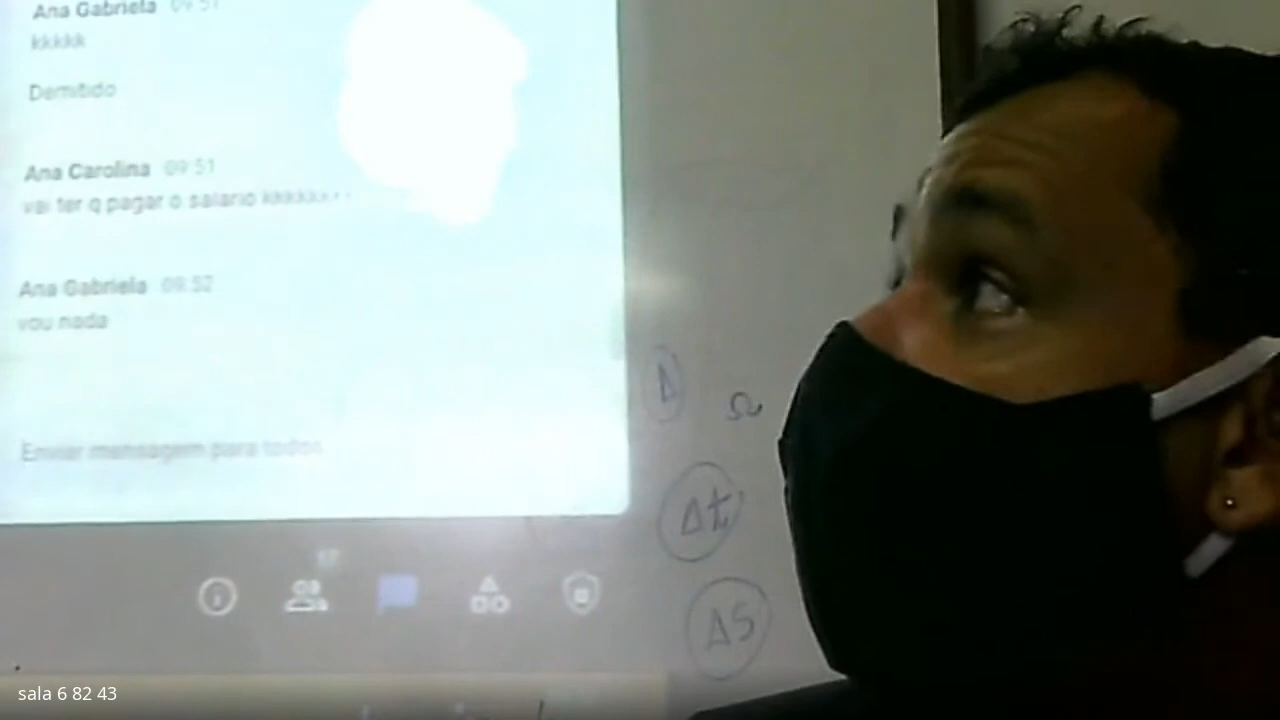 Ana Gabriela 09:51
kkkkk
Demitido
Ana Carolina 09:51
vai ter q pagar o salario kkkkkk
Ana Gabriela 09:52
vou nada
Enviar mensagem para todos
Δ
Ω
Δt
ΔS
sala 6 82 43